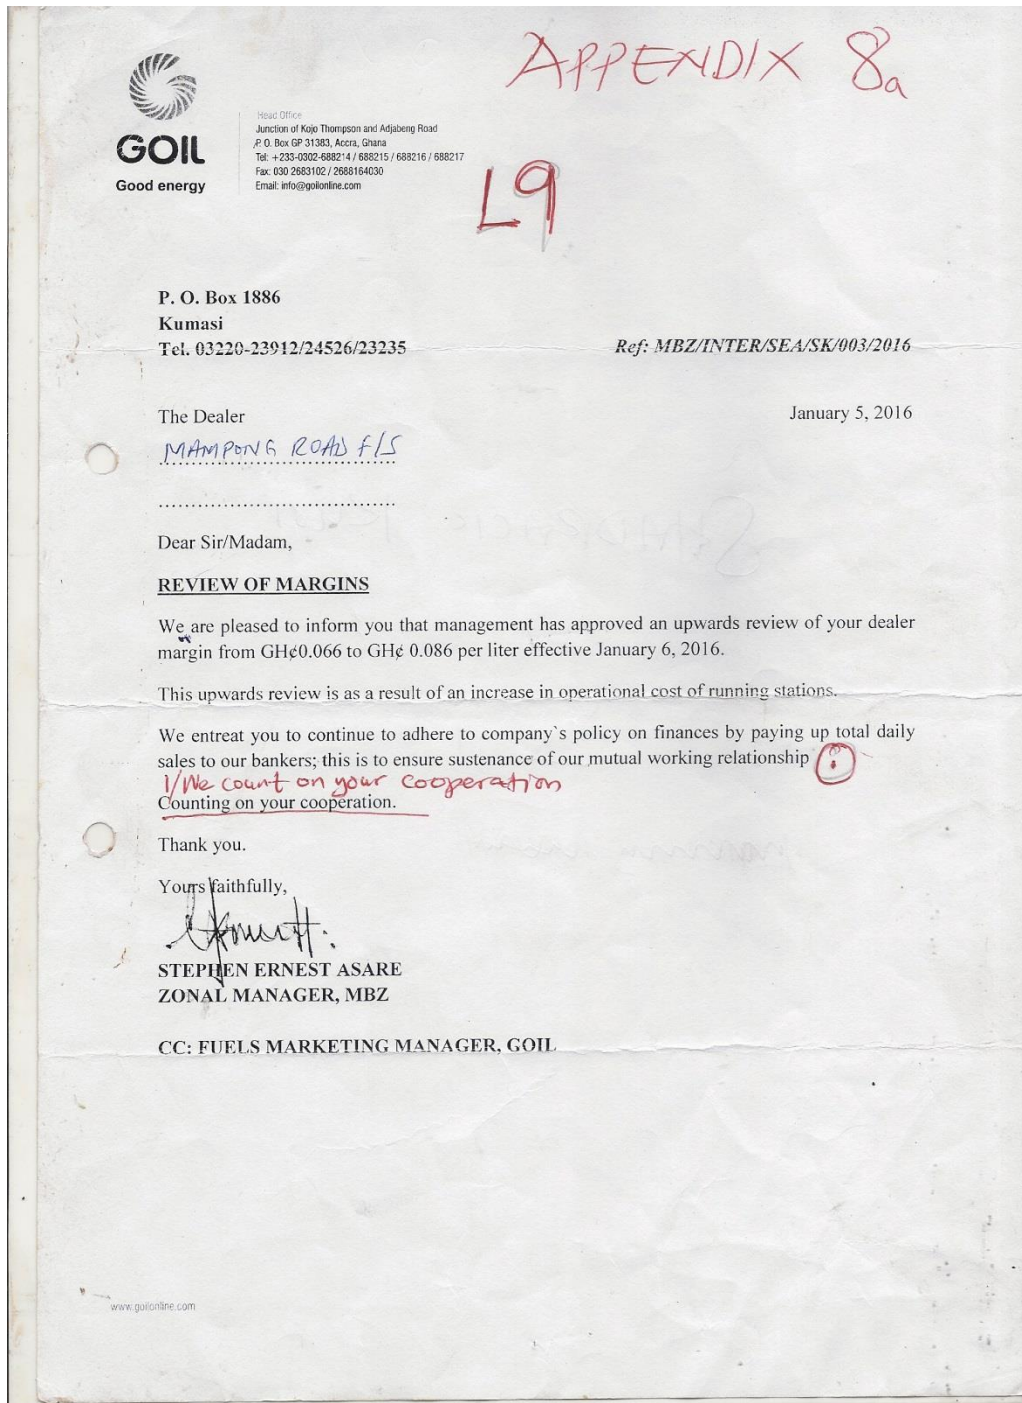 APPENDIX 8a
GOIL
Good energy
Head Office
Junction of Kojo Thompson and Adjabeng Road
P. O. Box GP 31383, Accra, Ghana
Tel: +233-0302-688214 / 688215 / 688216 / 688217
Fax: 030 2683102 / 2688164030
Email: info@goilonline.com
L9
P. O. Box 1886
Kumasi
Tel. 03220-23912/24526/23235
Ref: MBZ/INTER/SEA/SK/003/2016
The Dealer
January 5, 2016
MAMPONG ROAD F/S
Dear Sir/Madam,
REVIEW OF MARGINS
We are pleased to inform you that management has approved an upwards review of your dealer
margin from GH¢0.066 to GH¢ 0.086 per liter effective January 6, 2016.
This upwards review is as a result of an increase in operational cost of running stations.
We entreat you to continue to adhere to company`s policy on finances by paying up total daily
sales to our bankers; this is to ensure sustenance of our mutual working relationship
I/We count on your cooperation
Counting on your cooperation.
Thank you.
Yours faithfully,
STEPHEN ERNEST ASARE
ZONAL MANAGER, MBZ
CC: FUELS MARKETING MANAGER, GOIL
www.goilonline.com